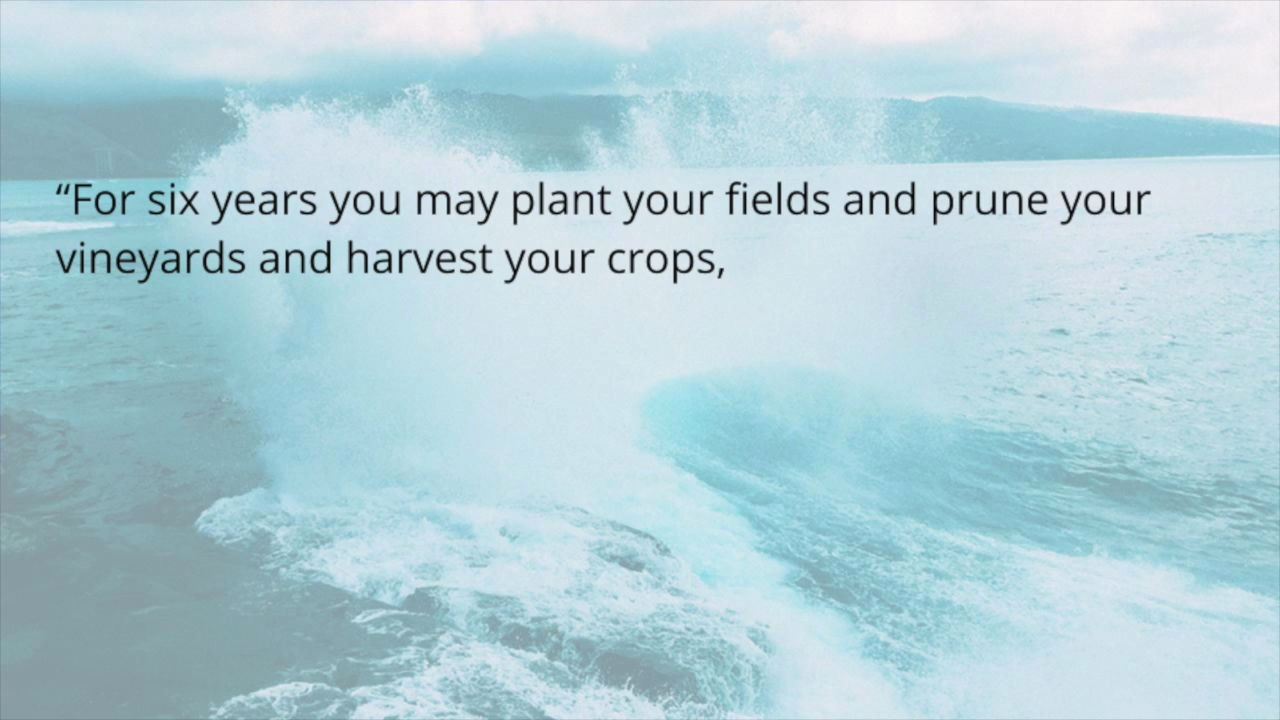 “For six years you may plant your fields and prune your
vineyards and harvest your crops,